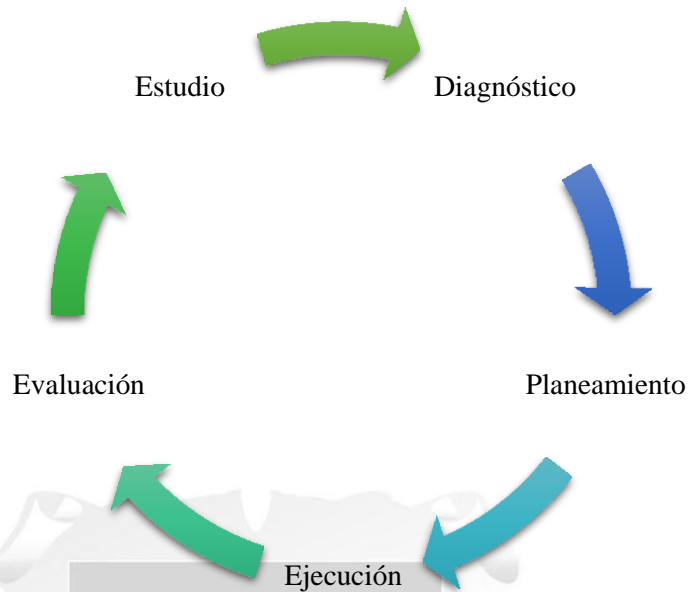 Estudio
Diagnóstico
Planeamiento
Ejecución
Evaluación